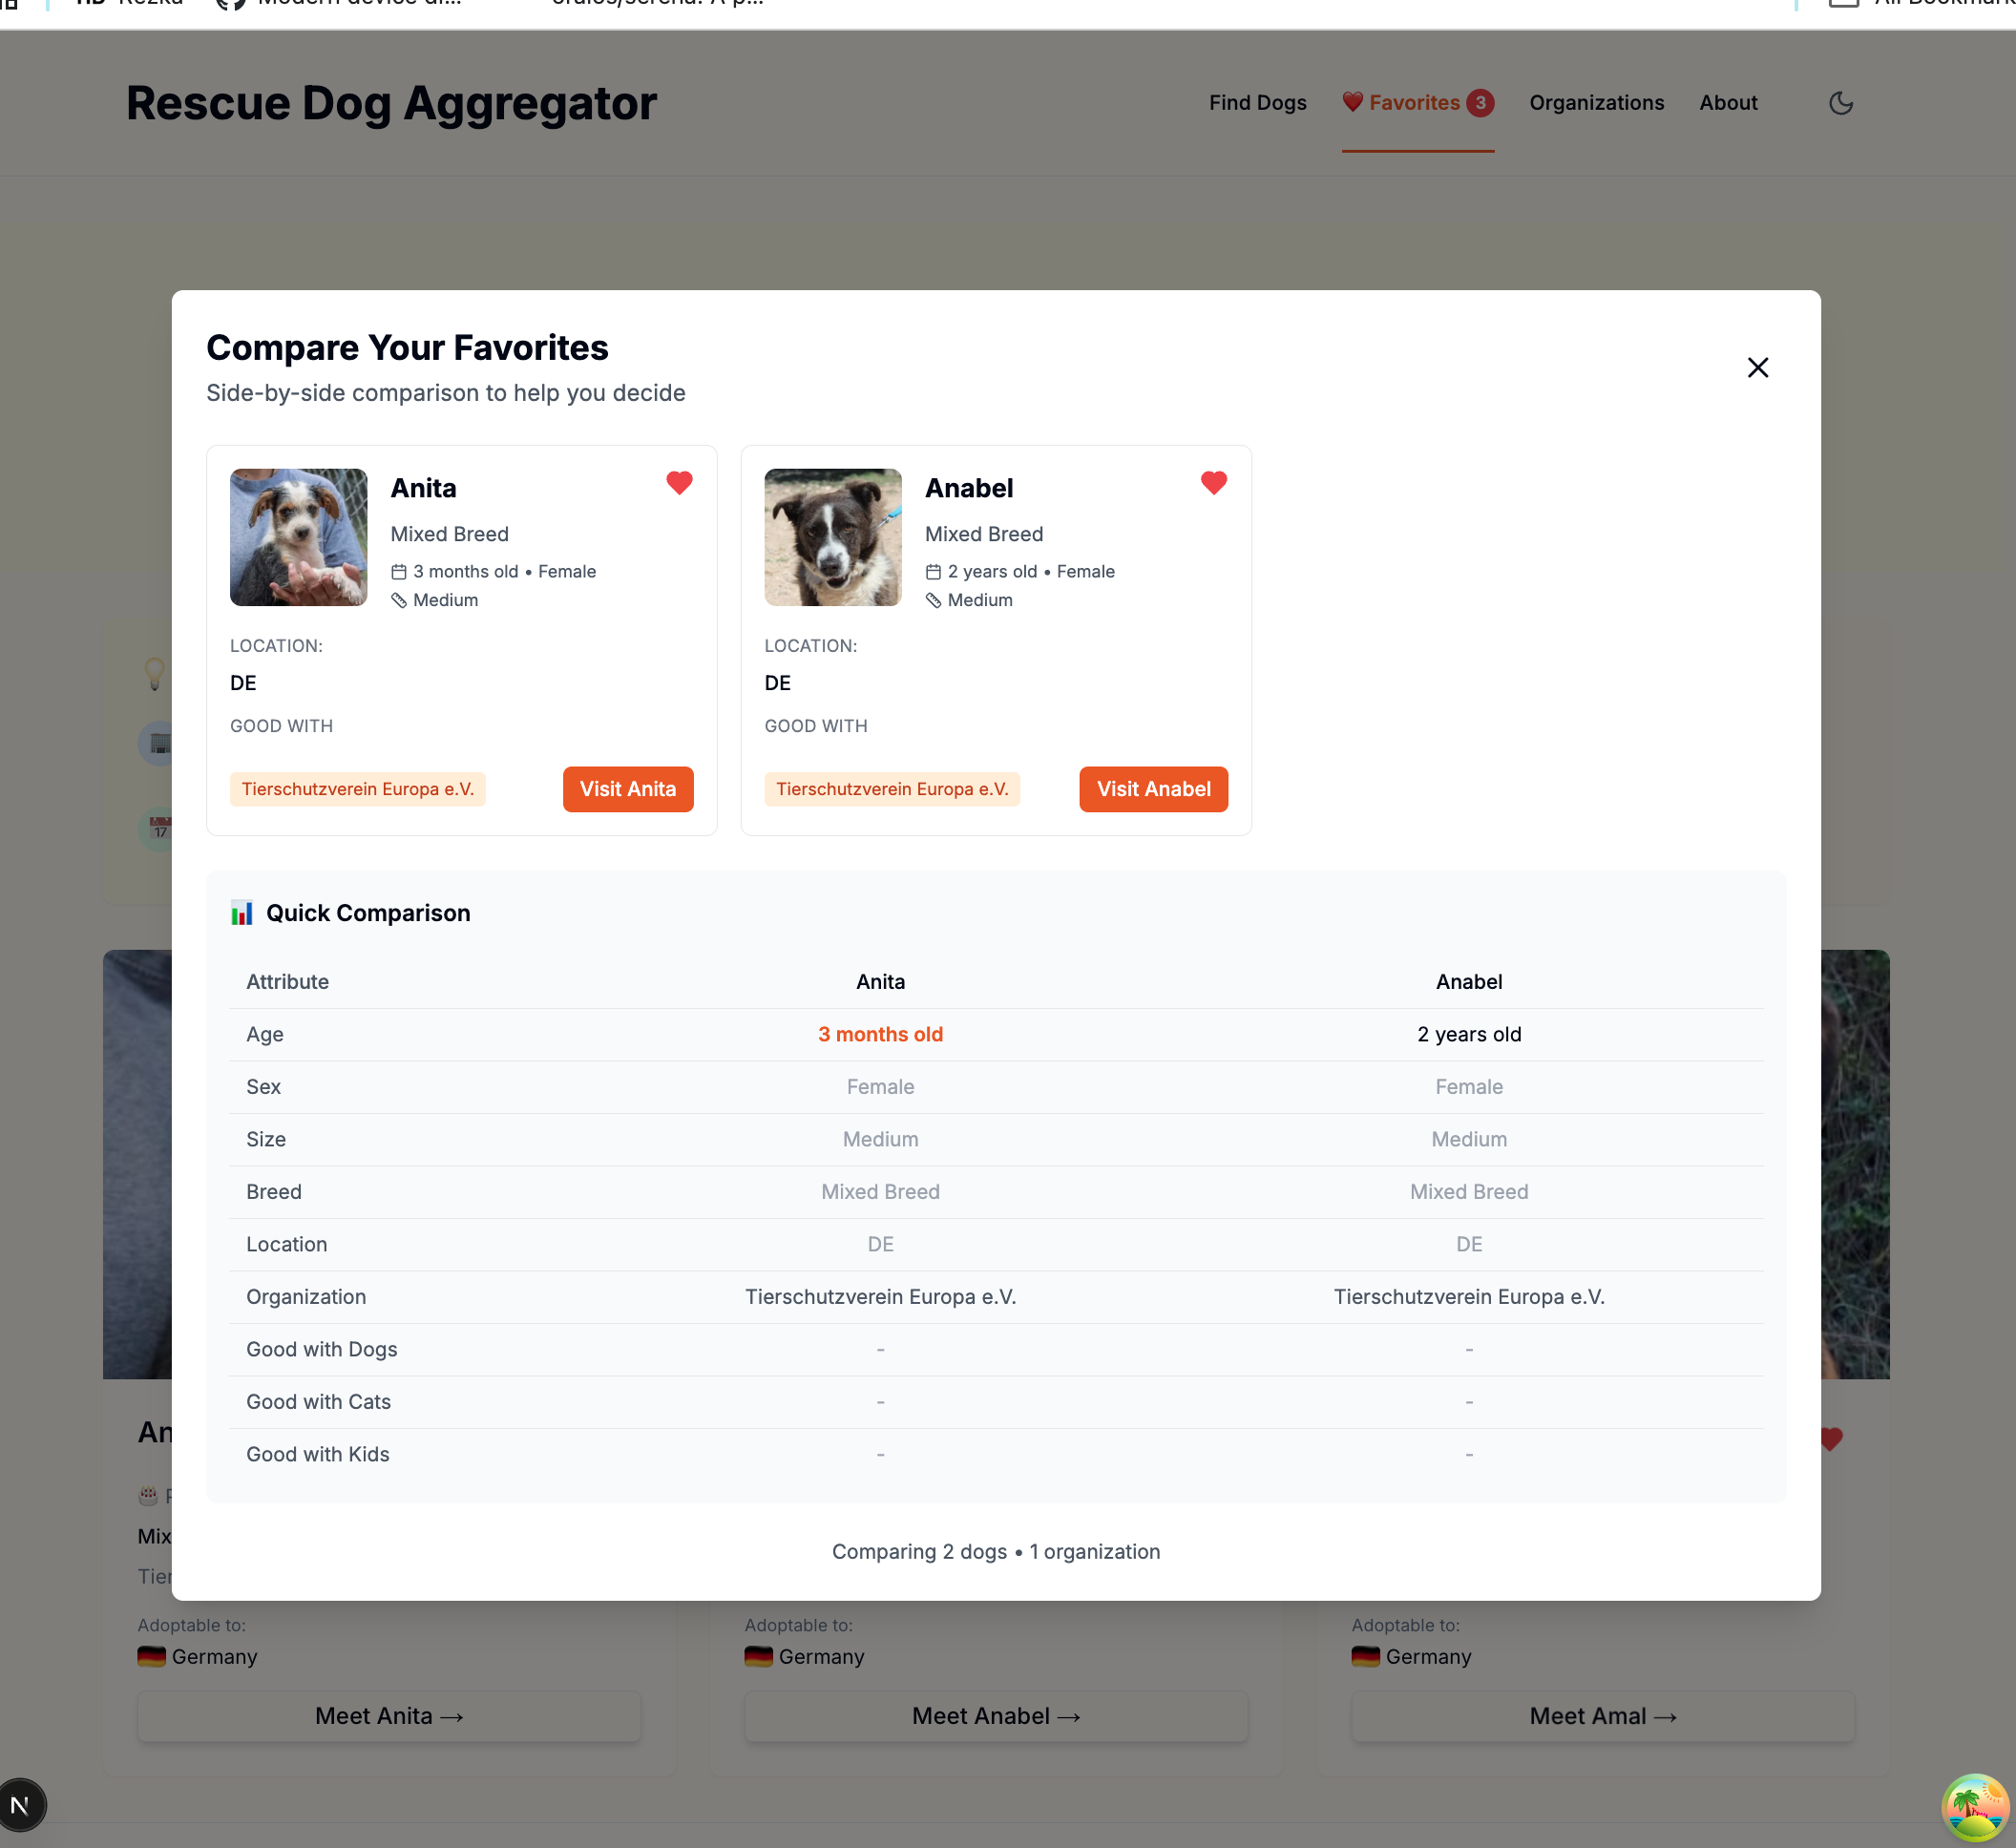 Rescue Dog Aggregator
Find Dogs
Favorites 3
Organizations
About
Compare Your Favorites
Side-by-side comparison to help you decide
Anita
Mixed Breed
3 months old • Female
Medium
LOCATION:
DE
GOOD WITH
Tierschutzverein Europa e.V.
Visit Anita
Anabel
Mixed Breed
2 years old • Female
Medium
LOCATION:
DE
GOOD WITH
Tierschutzverein Europa e.V.
Visit Anabel
17
Quick Comparison
Attribute Anita Anabel
Age 3 months old 2 years old
Sex Female Female
Size Medium Medium
Breed Mixed Breed Mixed Breed
Location DE DE
Organization Tierschutzverein Europa e.V. Tierschutzverein Europa e.V.
Good with Dogs - -
Good with Cats - -
Good with Kids - -
Comparing 2 dogs • 1 organization
An
Mix
Tier
Adoptable to:
Germany
Meet Anita →
Adoptable to:
Germany
Meet Anabel →
Adoptable to:
Germany
Meet Amal →
N